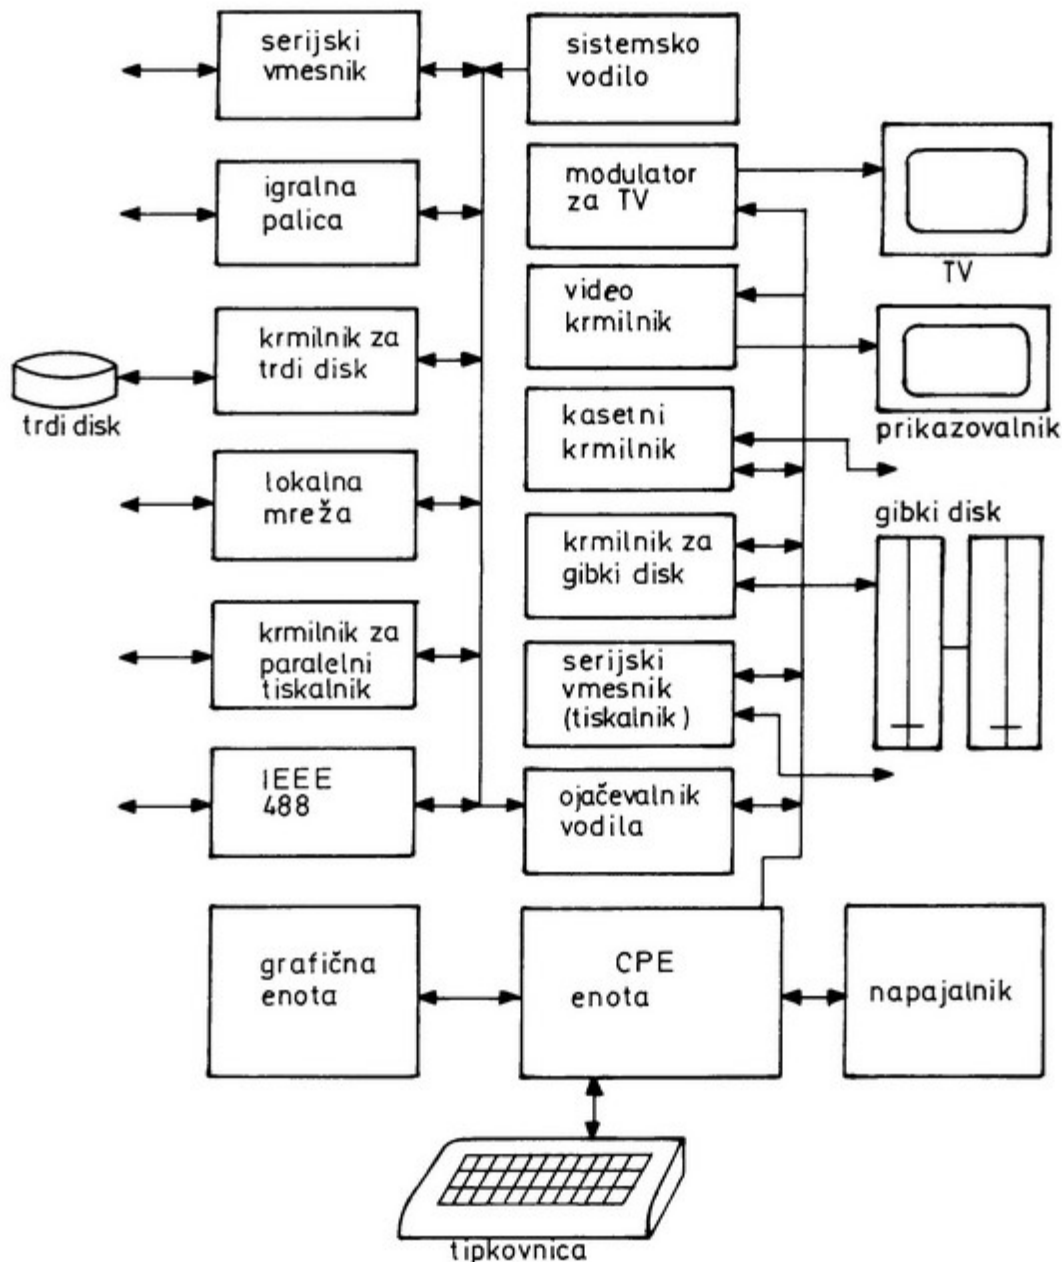 serijski
vmesnik
sistemsko
vodilo
igralna
palica
modulator
za TV
TV
krmilnik za
trdi disk
trdi disk
video
krmilnik
prikazovalnik
kasetni
krmilnik
lokalna
mreža
krmilnik za
gibki disk
gibki disk
krmilnik za
paralelni
tiskalnik
serijski
vmesnik
(tiskalnik)
IEEE
488
ojačevalnik
vodila
grafična
enota
CPE
enota
napajalnik
tipkovnica